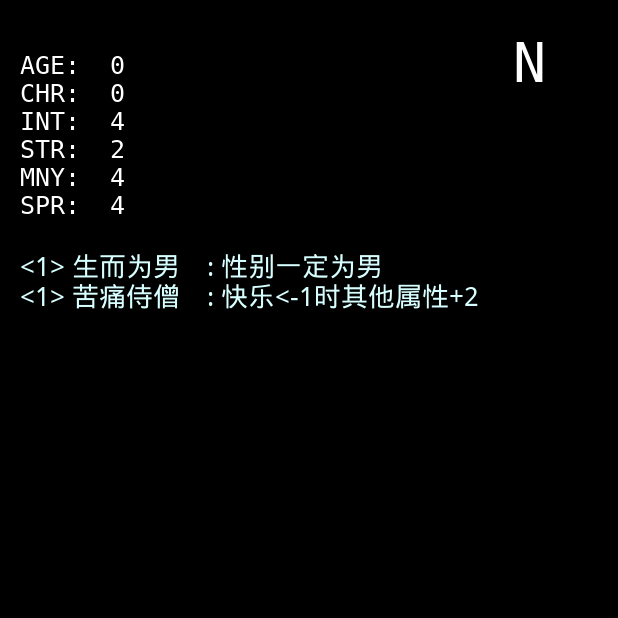 N
AGE: 0
CHR: 0
INT: 4
STR: 2
MNY: 4
SPR: 4
<1> 生而为男 : 性别一定为男
<1> 苦痛侍僧 : 快乐<-1时其他属性+2